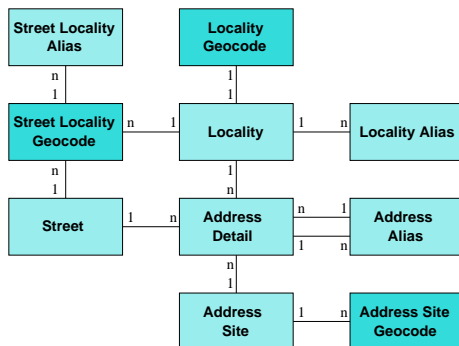 Street Locality
Alias
Locality
Geocode
n
1
1
1
Street Locality
Geocode
n
1
Locality
1
n
Locality Alias
n
1
1
n
Street
1
n
Address
Detail
n
1
1
n
Address
Alias
n
1
Address
Site
1
n
Address Site
Geocode